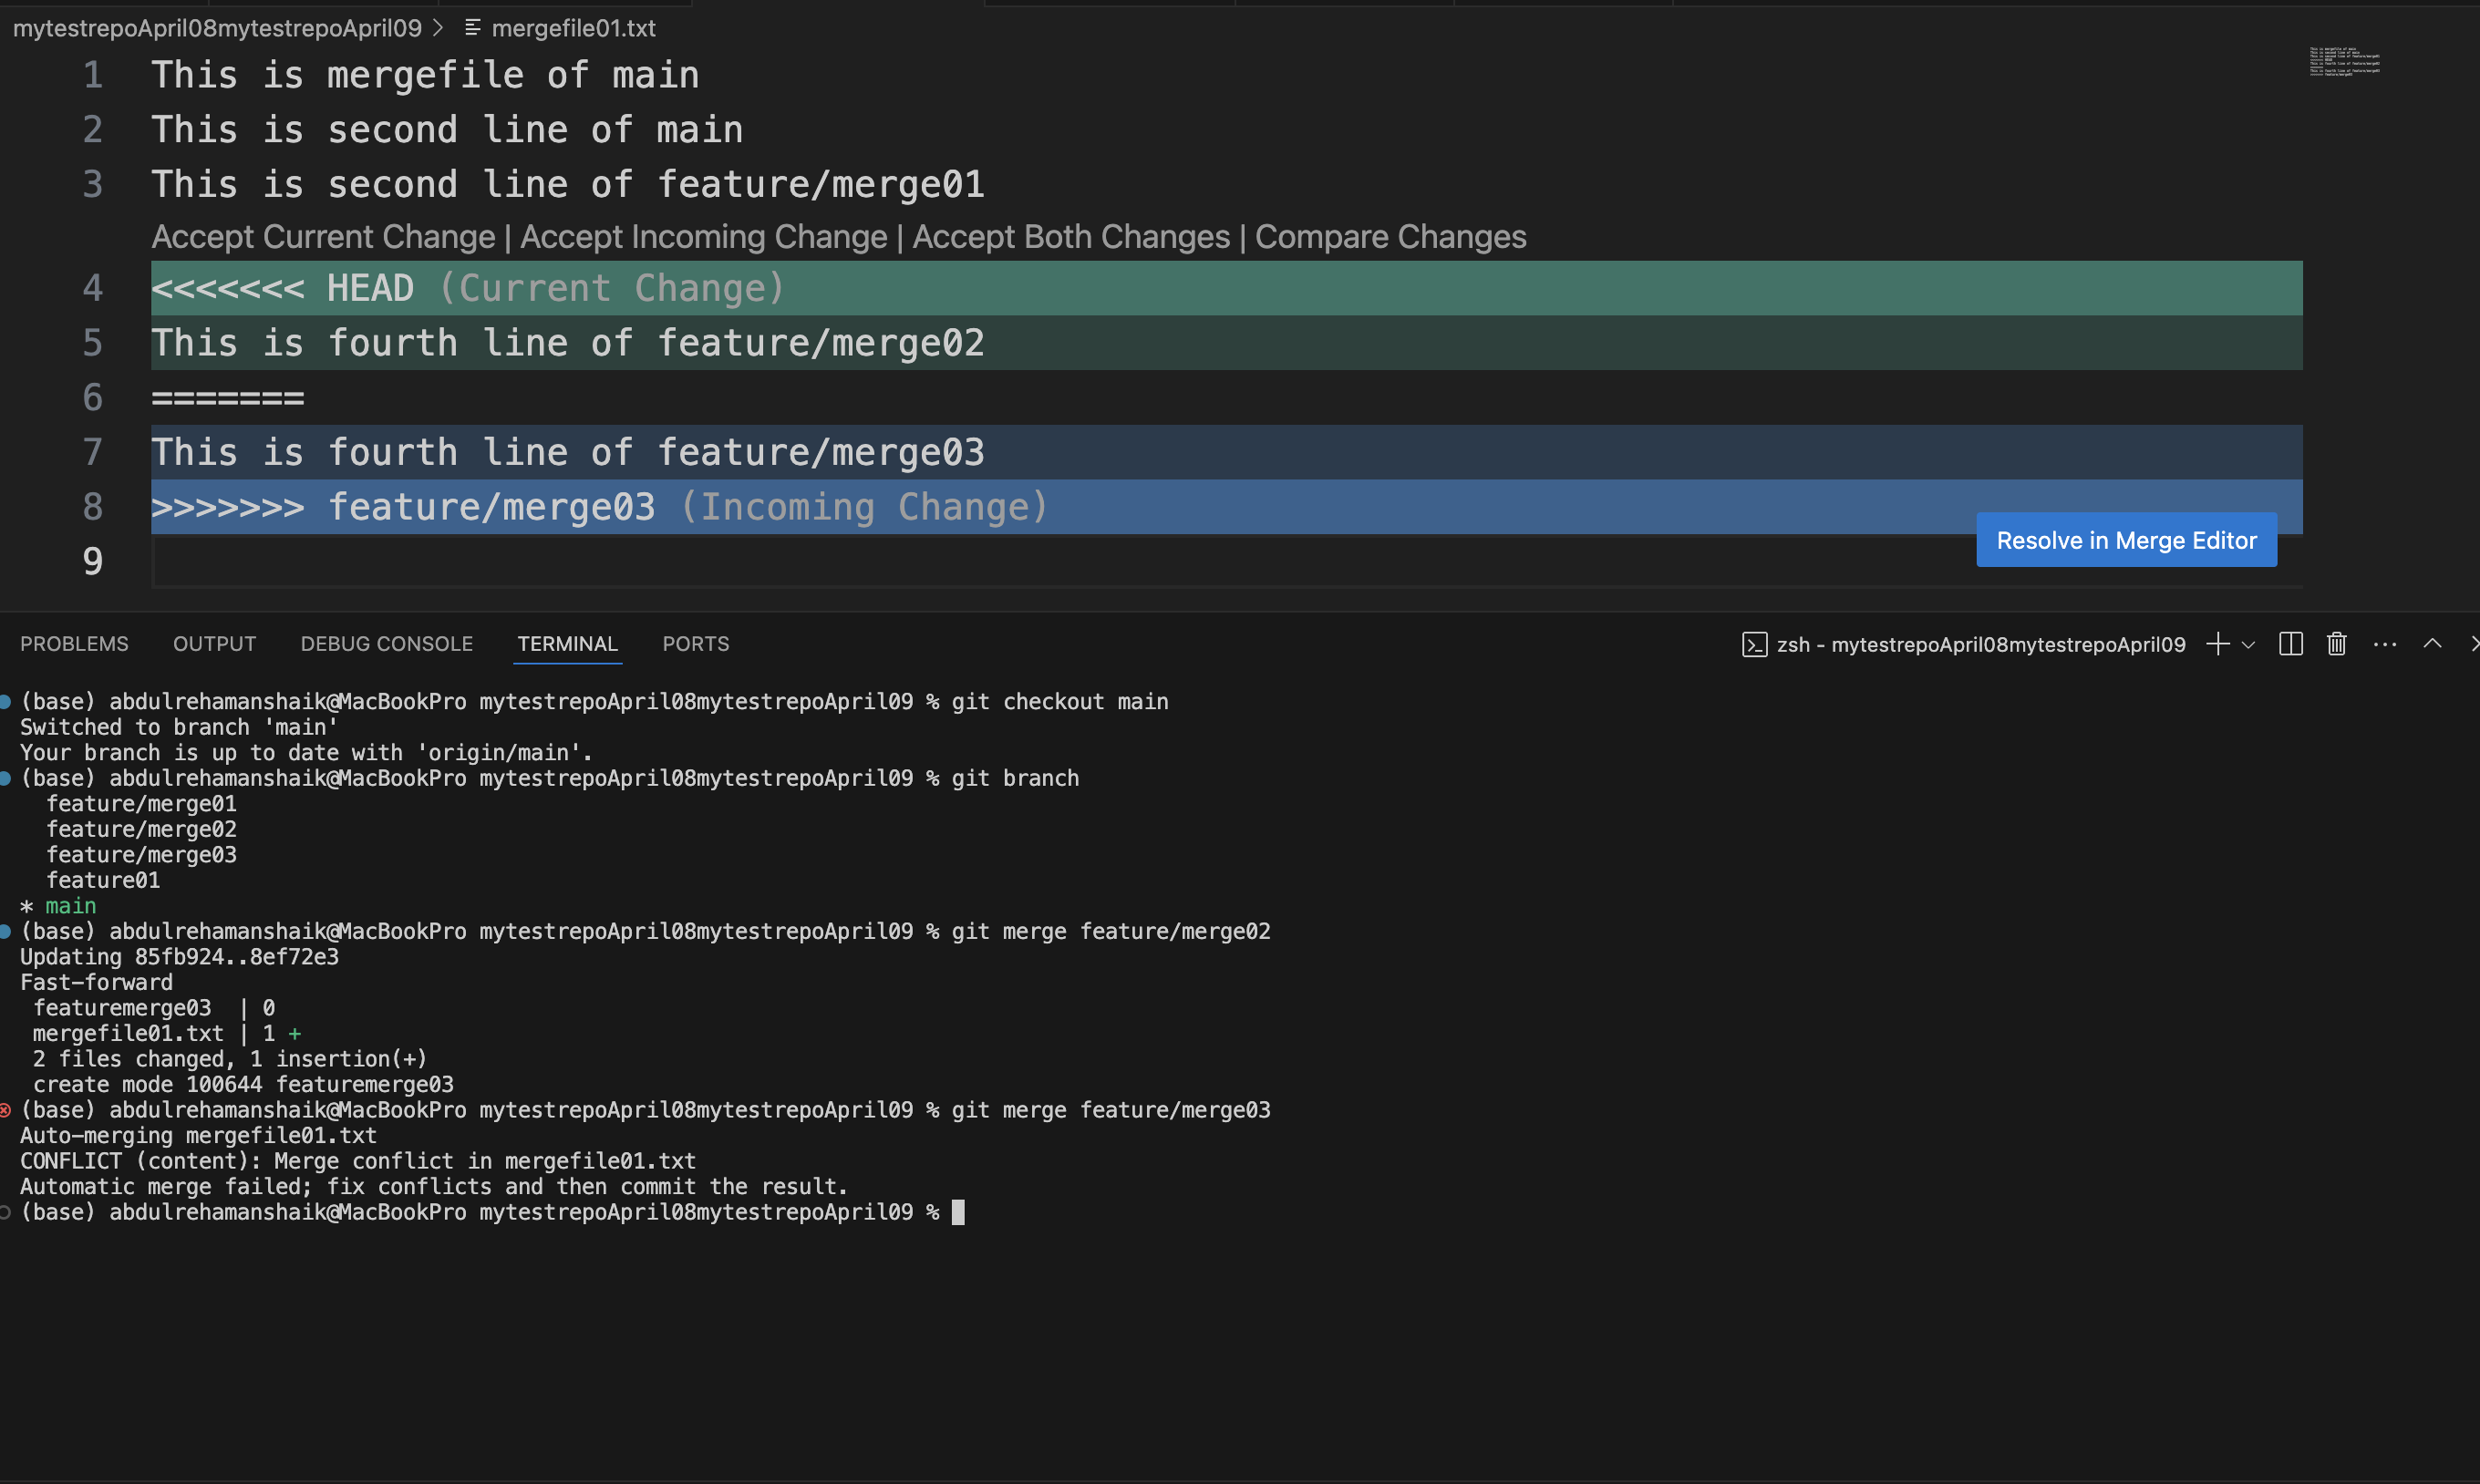 mytestrepoApril08mytestrepoApril09 > mergefile01.txt
1 This is mergefile of main
2 This is second line of main
3 This is second line of feature/merge01
Accept Current Change | Accept Incoming Change | Accept Both Changes | Compare Changes
4 <<<<<<< HEAD (Current Change)
5 This is fourth line of feature/merge02
6 =======
7 This is fourth line of feature/merge03
8 >>>>>>> feature/merge03 (Incoming Change)
Resolve in Merge Editor
9
PROBLEMS OUTPUT DEBUG CONSOLE TERMINAL PORTS zsh - mytestrepoApril08mytestrepoApril09
(base) abdulrehamanshaik@MacBookPro mytestrepoApril08mytestrepoApril09 % git checkout main
Switched to branch 'main'
Your branch is up to date with 'origin/main'.
(base) abdulrehamanshaik@MacBookPro mytestrepoApril08mytestrepoApril09 % git branch
feature/merge01
feature/merge02
feature/merge03
feature01
* main
(base) abdulrehamanshaik@MacBookPro mytestrepoApril08mytestrepoApril09 % git merge feature/merge02
Updating 85fb924..8ef72e3
Fast-forward
featuremerge03 | 0
mergefile01.txt | 1 +
2 files changed, 1 insertion(+)
create mode 100644 featuremerge03
(base) abdulrehamanshaik@MacBookPro mytestrepoApril08mytestrepoApril09 % git merge feature/merge03
Auto-merging mergefile01.txt
CONFLICT (content): Merge conflict in mergefile01.txt
Automatic merge failed; fix conflicts and then commit the result.
(base) abdulrehamanshaik@MacBookPro mytestrepoApril08mytestrepoApril09 %